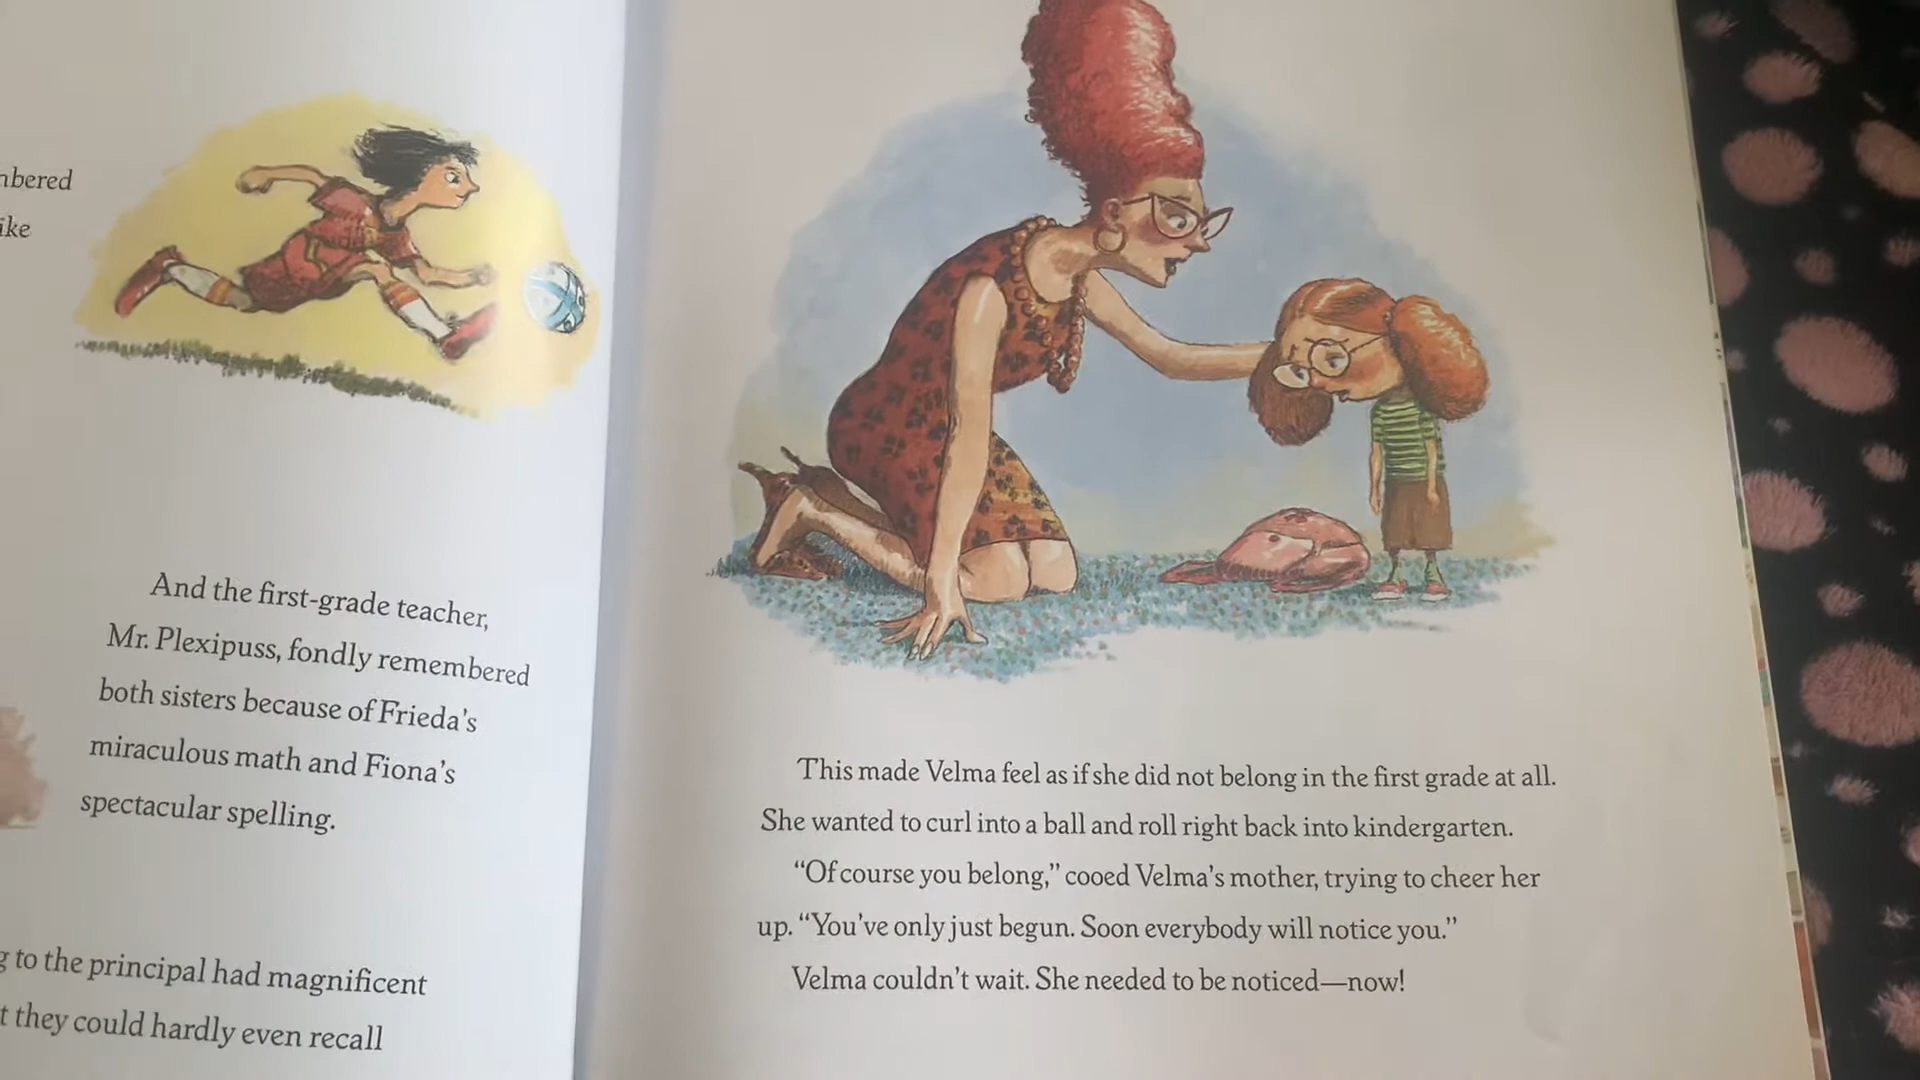 ike
And the first-grade teacher,
Mr. Plexipuss, fondly remembered
both sisters because of Frieda's
miraculous math and Fiona's
spectacular spelling.
to the principal had magnificent
they could hardly even recall
This made Velma feel as if she did not belong in the first grade at all.
She wanted to curl into a ball and roll right back into kindergarten.
“Of course you belong,” cooed Velma's mother, trying to cheer her
up. “You've only just begun. Soon everybody will notice you.”
Velma couldn't wait. She needed to be noticed—now!